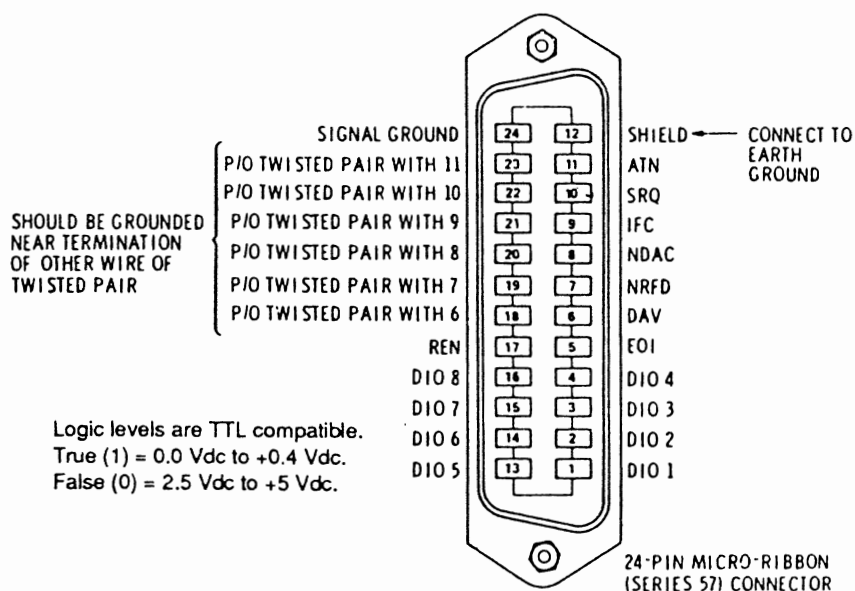 SIGNAL GROUND 24 12 SHIELD CONNECT TO
EARTH
GROUND
P/O TWISTED PAIR WITH 11 23 11 ATN
P/O TWISTED PAIR WITH 10 22 10 SRQ
SHOULD BE GROUNDED
NEAR TERMINATION
OF OTHER WIRE OF
TWISTED PAIR
P/O TWISTED PAIR WITH 9 21 9 IFC
P/O TWISTED PAIR WITH 8 20 8 NDAC
P/O TWISTED PAIR WITH 7 19 7 NRFD
P/O TWISTED PAIR WITH 6 18 6 DAV
REN 17 5 EOI
DIO 8 16 4 DIO 4
DIO 7 15 3 DIO 3
DIO 6 14 2 DIO 2
DIO 5 13 1 DIO 1
Logic levels are TTL compatible.
True (1) = 0.0 Vdc to +0.4 Vdc.
False (0) = 2.5 Vdc to +5 Vdc.
24-PIN MICRO-RIBBON
(SERIES 57) CONNECTOR